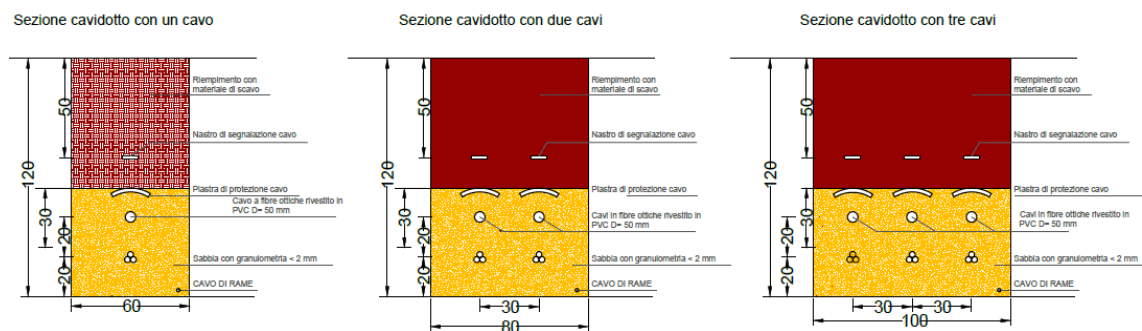 Sezione cavidotto con un cavo
120
50
30
20
20
60
Riempimento con
materiale di scavo
Nastro di segnalazione cavo
Piastra di protezione cavo
Cavo a fibre ottiche rivestito in
PVC D= 50 mm
Sabbia con granulometria < 2 mm
CAVO DI RAME
Sezione cavidotto con due cavi
120
50
30
20
20
30
80
Riempimento con
materiale di scavo
Nastro di segnalazione cavo
Piastra di protezione cavo
Cavi in fibre ottiche rivestito in
PVC D= 50 mm
Sabbia con granulometria < 2 mm
CAVO DI RAME
Sezione cavidotto con tre cavi
120
50
30
20
20
30
30
100
Riempimento con
materiale di scavo
Nastro di segnalazione cavo
Piastra di protezione cavo
Cavi in fibre ottiche rivestito in
PVC D= 50 mm
Sabbia con granulometria < 2 mm
CAVO DI RAME